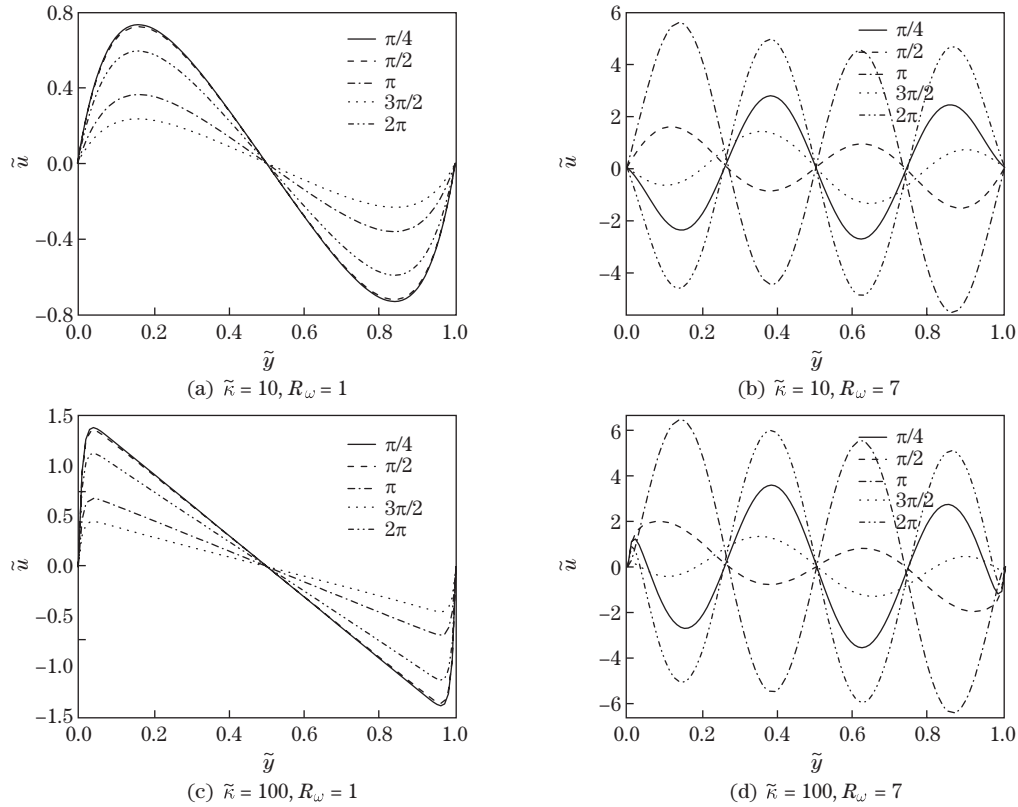 0.8
0.4
0.0
−0.4
−0.8
ũ
0.0 0.2 0.4 0.6 0.8 1.0
ỹ
π/4
π/2
π
3π/2
2π
(a) κ̃ = 10, R_ω = 1
6
4
2
0
−2
−4
ũ
0.0 0.2 0.4 0.6 0.8 1.0
ỹ
π/4
π/2
π
3π/2
2π
(b) κ̃ = 10, R_ω = 7
1.5
1.0
0.5
0.0
−0.5
−1.0
−1.5
ũ
0.0 0.2 0.4 0.6 0.8 1.0
ỹ
π/4
π/2
π
3π/2
2π
(c) κ̃ = 100, R_ω = 1
6
4
2
0
−2
−4
−6
ũ
0.0 0.2 0.4 0.6 0.8 1.0
ỹ
π/4
π/2
π
3π/2
2π
(d) κ̃ = 100, R_ω = 7